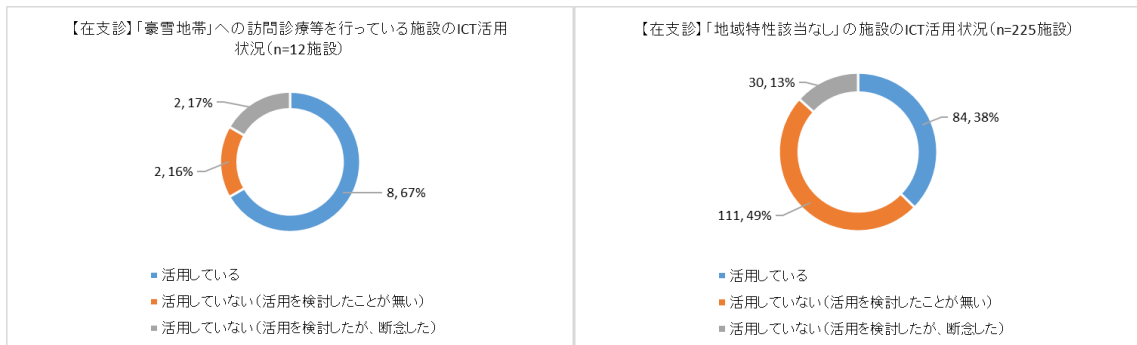 【在支診】「豪雪地帯」への訪問診療等を行っている施設のICT活用
状況（n=12施設）
2, 17%
2, 16%
8, 67%
活用している
活用していない（活用を検討したことが無い）
活用していない（活用を検討したが、断念した）
【在支診】「地域特性該当なし」の施設のICT活用状況（n=225施設）
30, 13%
84, 38%
111, 49%
活用している
活用していない（活用を検討したことが無い）
活用していない（活用を検討したが、断念した）